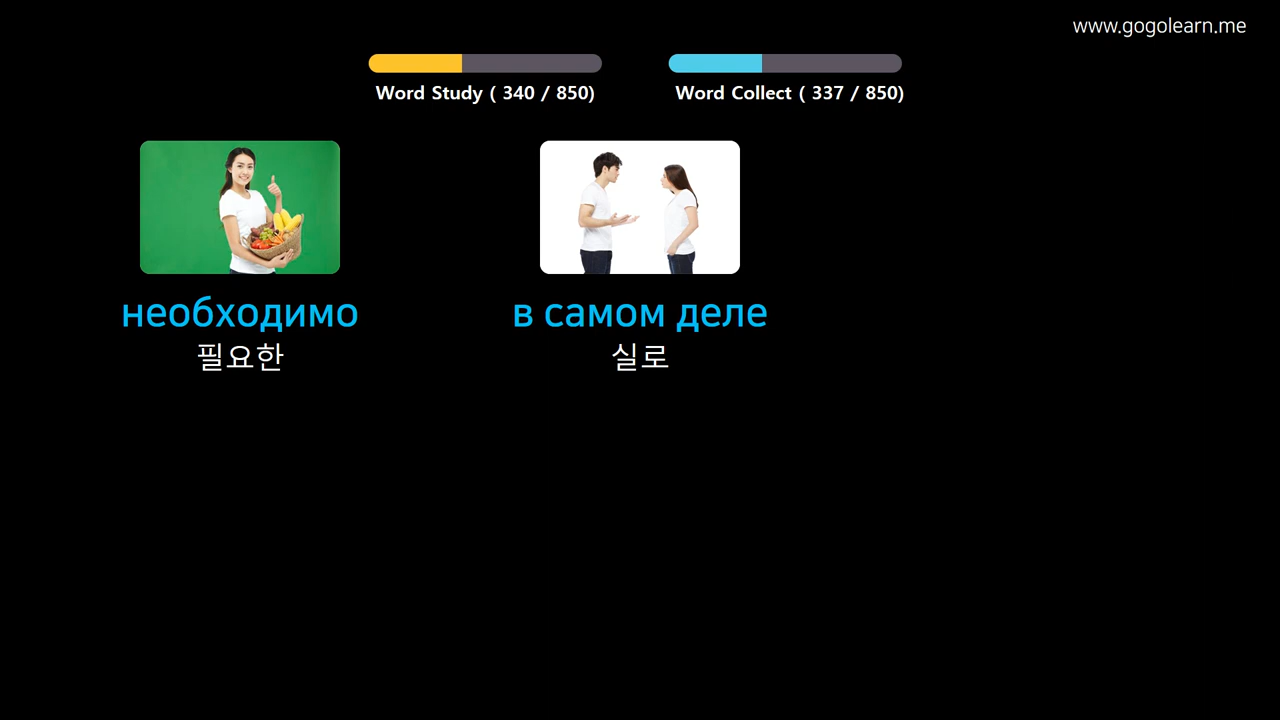 www.gogolearn.me
Word Study ( 340 / 850)
Word Collect ( 337 / 850)
необходимо
필요한
в самом деле
실로